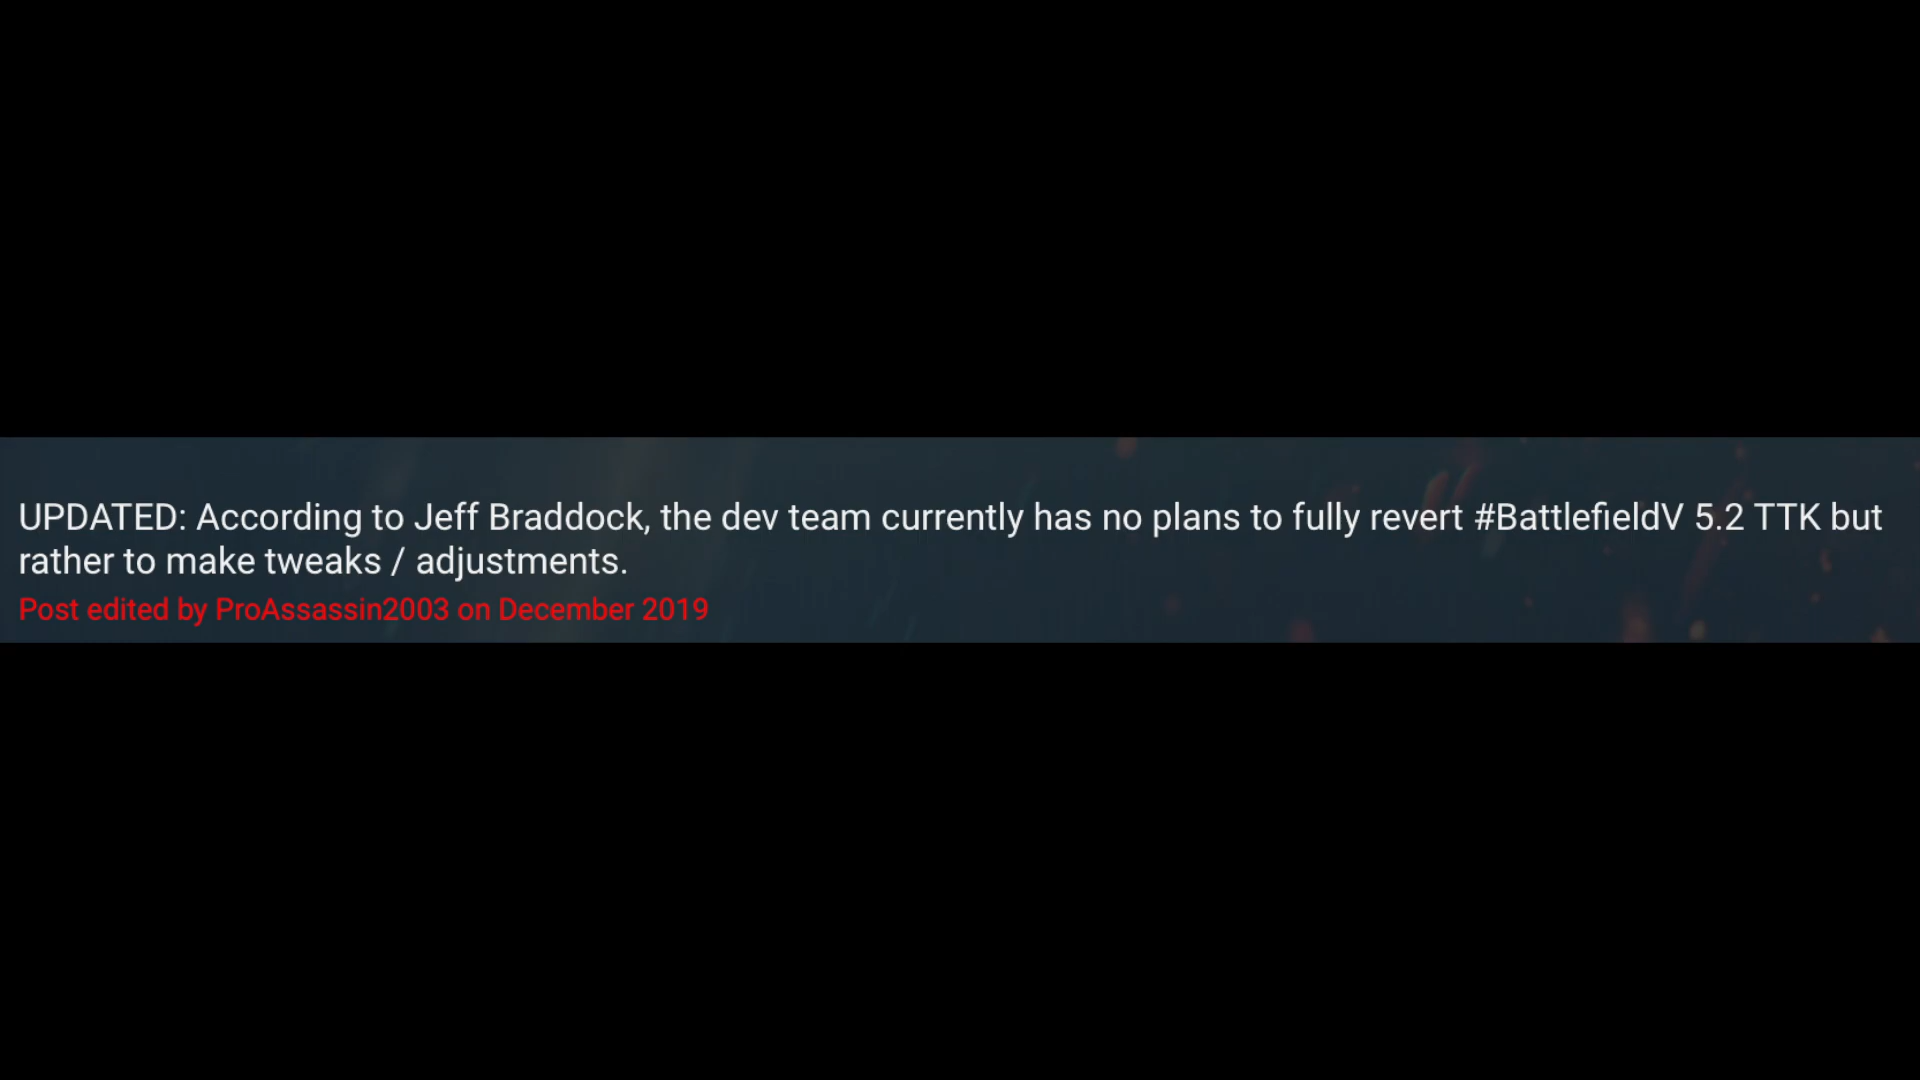 UPDATED: According to Jeff Braddock, the dev team currently has no plans to fully revert #BattlefieldV 5.2 TTK but
rather to make tweaks / adjustments.
Post edited by ProAssassin2003 on December 2019